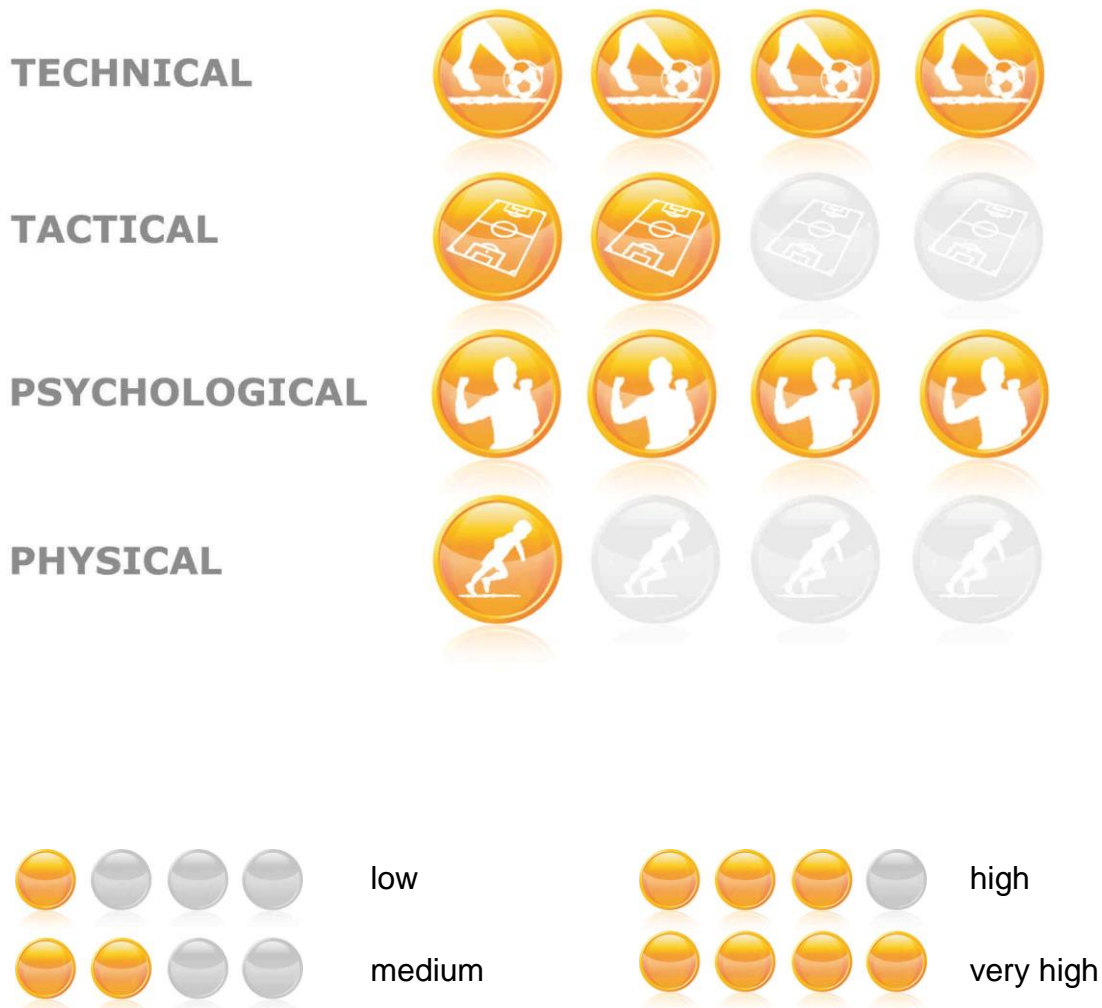 TECHNICAL
TACTICAL
PSYCHOLOGICAL
PHYSICAL
low
high
medium
very high